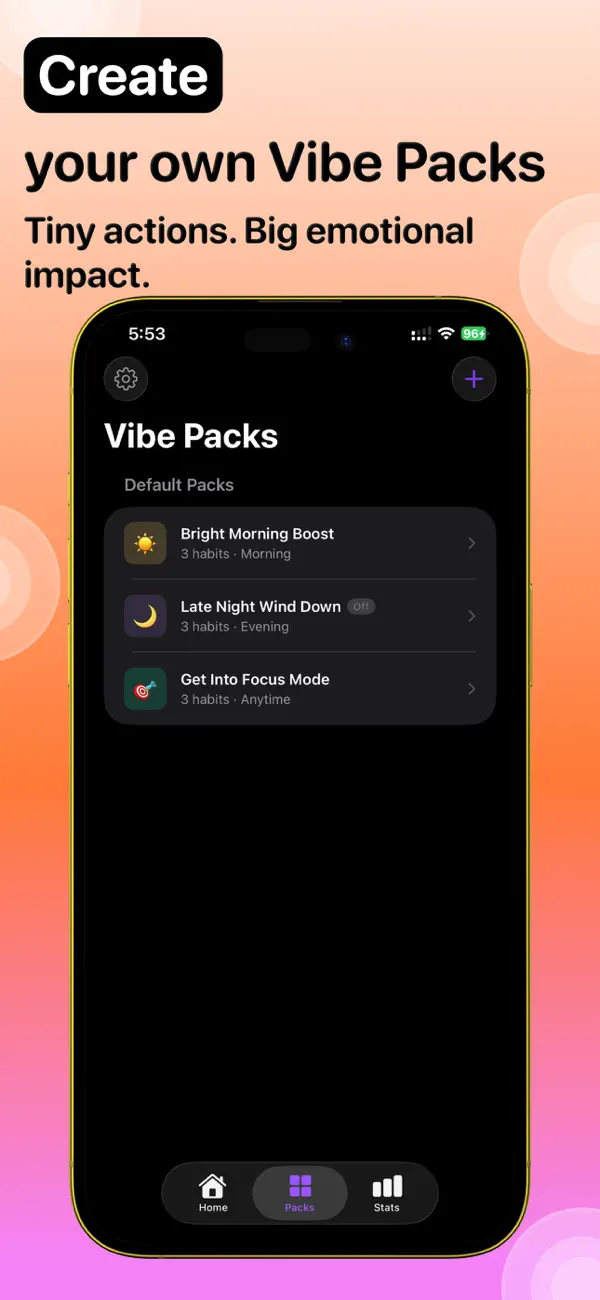 Create
your own Vibe Packs
Tiny actions. Big emotional
impact.
5:53
96
Vibe Packs
Default Packs
Bright Morning Boost
3 habits · Morning
Late Night Wind Down Off
3 habits · Evening
Get Into Focus Mode
3 habits · Anytime
Home Packs Stats